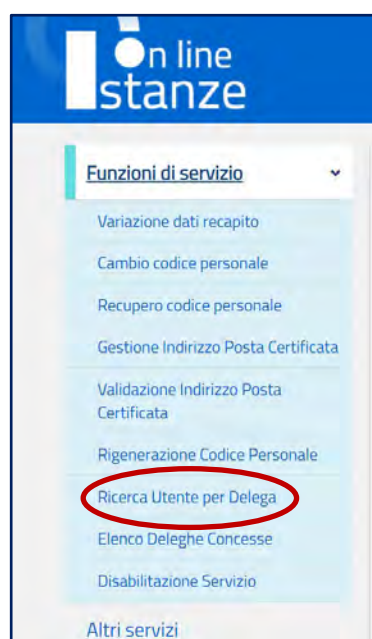 On line
Istanze
Funzioni di servizio
Variazione dati recapito
Cambio codice personale
Recupero codice personale
Gestione Indirizzo Posta Certificata
Validazione Indirizzo Posta
Certificata
Rigenerazione Codice Personale
Ricerca Utente per Delega
Elenco Deleghe Concesse
Disabilitazione Servizio
Altri servizi